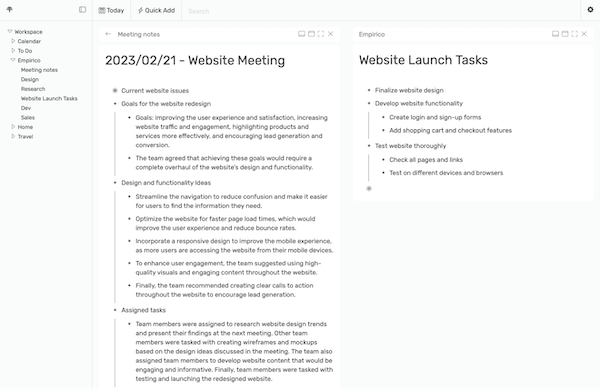 Today
Quick Add
Search
Workspace
Calendar
To Do
Empirico
Meeting notes
Design
Research
Website Launch Tasks
Dev
Sales
Home
Travel
Meeting notes
2023/02/21 - Website Meeting
Current website issues
Goals for the website redesign
Goals: improving the user experience and satisfaction, increasing
website traffic and engagement, highlighting products and
services more effectively, and encouraging lead generation and
conversion.
The team agreed that achieving these goals would require a
complete overhaul of the website's design and functionality.
Design and functionality Ideas
Streamline the navigation to reduce confusion and make it easier
for users to find the information they need.
Optimize the website for faster page load times, which would
improve the user experience and reduce bounce rates.
Incorporate a responsive design to improve the mobile experience,
as more users are accessing the website from their mobile devices.
To enhance user engagement, the team suggested using high-
quality visuals and engaging content throughout the website.
Finally, the team recommended creating clear calls to action
throughout the website to encourage lead generation.
Assigned tasks
Team members were assigned to research website design trends
and present their findings at the next meeting. Other team
members were tasked with creating wireframes and mockups
based on the design ideas discussed in the meeting. The team also
assigned team members to develop website content that would be
engaging and informative. Finally, team members were tasked with
testing and launching the redesigned website.
Empirico
Website Launch Tasks
Finalize website design
Develop website functionality
Create login and sign-up forms
Add shopping cart and checkout features
Test website thoroughly
Check all pages and links
Test on different devices and browsers